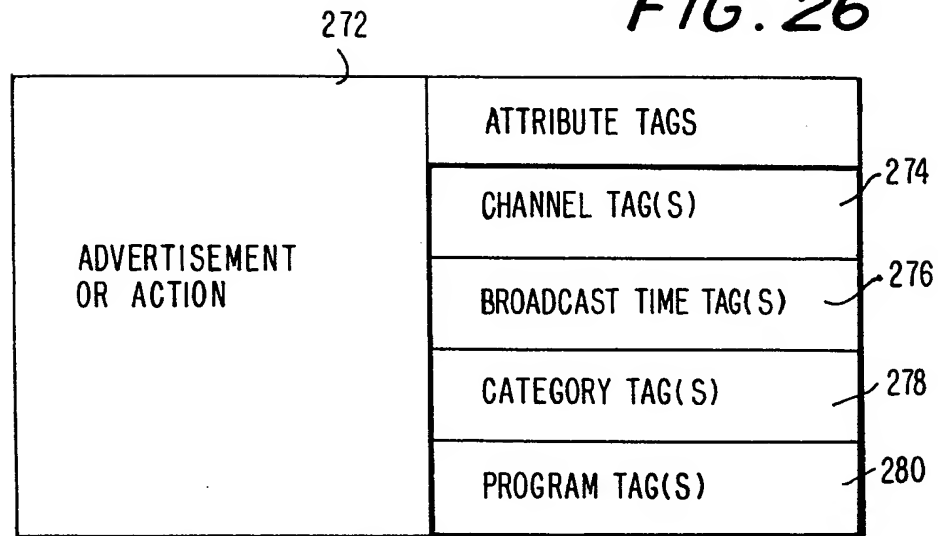 FIG. 26
272
ATTRIBUTE TAGS
ADVERTISEMENT
OR ACTION
CHANNEL TAG(S)
274
BROADCAST TIME TAG(S)
276
CATEGORY TAG(S)
278
PROGRAM TAG(S)
280